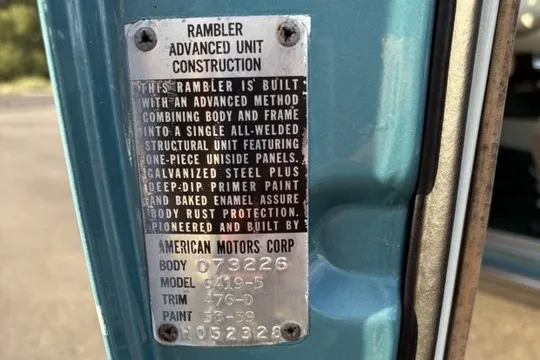 RAMBLER
ADVANCED UNIT
CONSTRUCTION
THIS RAMBLER IS BUILT
WITH AN ADVANCED METHOD
COMBINING BODY AND FRAME
INTO A SINGLE ALL-WELDED
STRUCTURAL UNIT FEATURING
ONE-PIECE UNISIDE PANELS.
GALVANIZED STEEL PLUS
DEEP-DIP PRIMER PAINT
AND BAKED ENAMEL ASSURE
BODY RUST PROTECTION.
PIONEERED AND BUILT BY
AMERICAN MOTORS CORP
BODY 073226
MODEL 6419-5
TRIM 476-D
PAINT 58-59
W052328